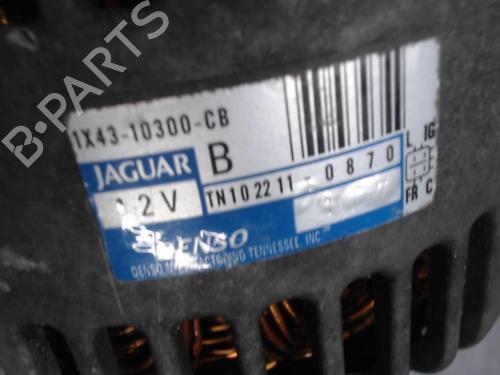 B-PARTS
1X43-10300-CB
JAGUAR B
12V TN102211-0870
L IG
FR C
DENSO
DENSO MANUFACTURING TENNESSEE, INC.